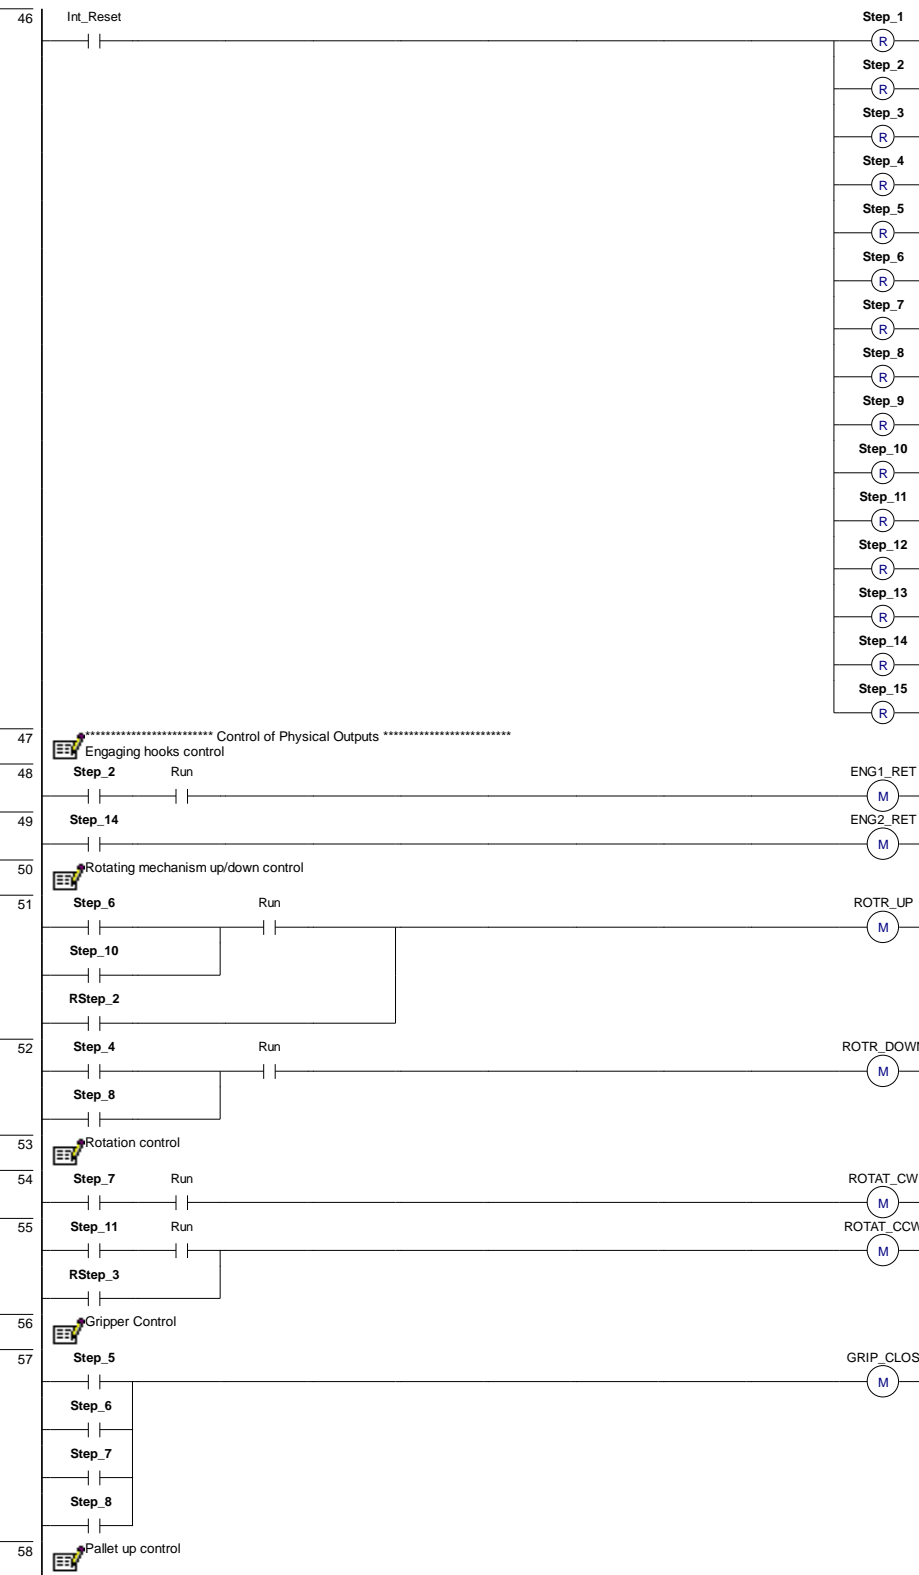 46 Int_Reset Step_1
R
Step_2
R
Step_3
R
Step_4
R
Step_5
R
Step_6
R
Step_7
R
Step_8
R
Step_9
R
Step_10
R
Step_11
R
Step_12
R
Step_13
R
Step_14
R
Step_15
R
47 ************************* Control of Physical Outputs *************************
Engaging hooks control
48 Step_2 Run ENG1_RET
M
49 Step_14 ENG2_RET
M
50 Rotating mechanism up/down control
51 Step_6 Run ROTR_UP
M
Step_10
RStep_2
52 Step_4 Run ROTR_DOWN
M
Step_8
53 Rotation control
54 Step_7 Run ROTAT_CW
M
55 Step_11 Run ROTAT_CCW
M
RStep_3
56 Gripper Control
57 Step_5 GRIP_CLOS
M
Step_6
Step_7
Step_8
58 Pallet up control